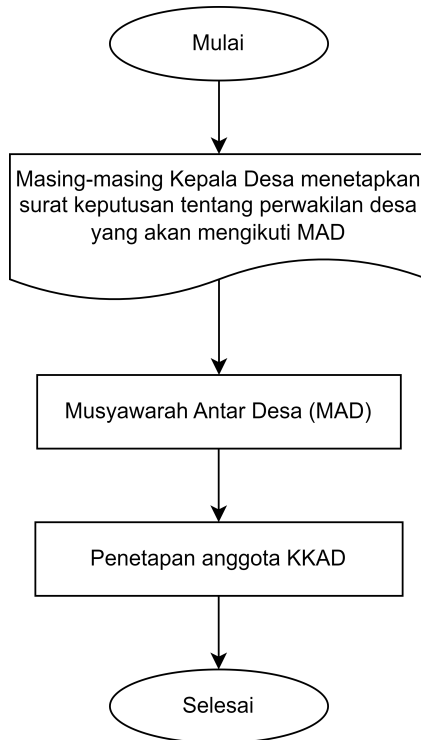 Mulai
Masing-masing Kepala Desa menetapkan
surat keputusan tentang perwakilan desa
yang akan mengikuti MAD
Musyawarah Antar Desa (MAD)
Penetapan anggota KKAD
Selesai